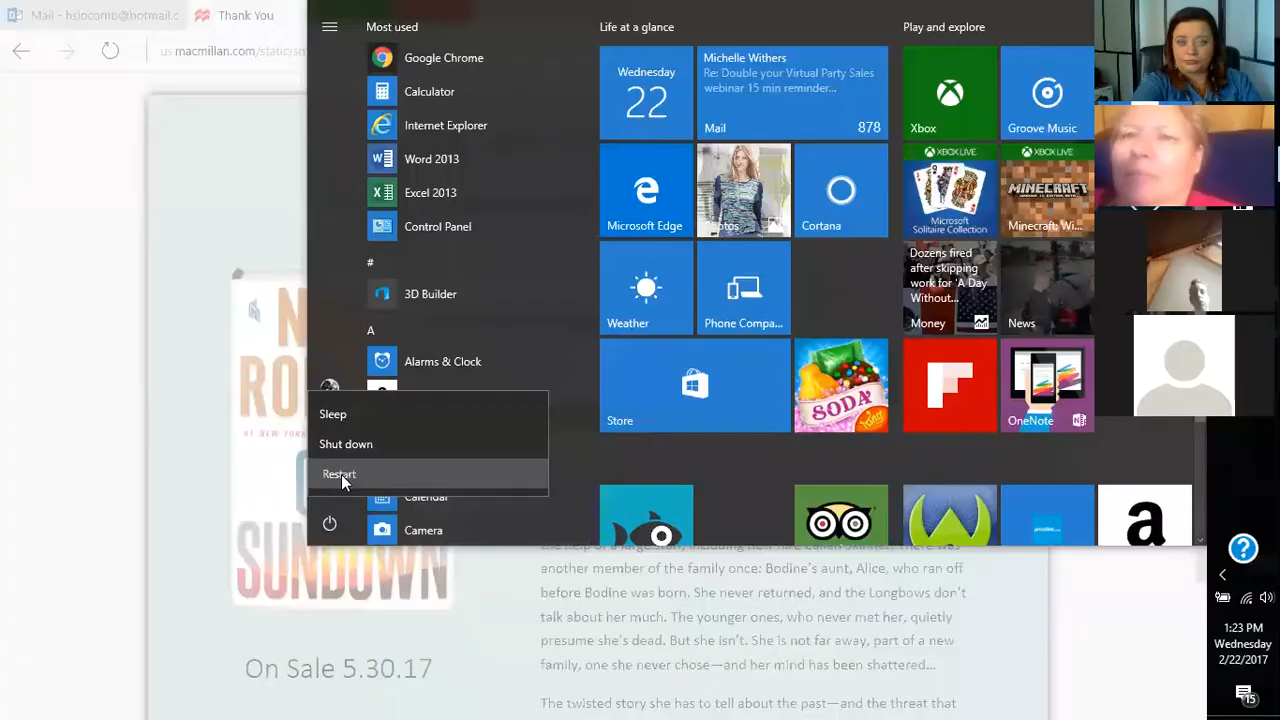 Mail - hslocomb@hotmail.c
Thank You
us.macmillan.com/static/sm
Most used
Google Chrome
Calculator
Internet Explorer
Word 2013
Excel 2013
Control Panel
#
3D Builder
A
Alarms & Clock
Sleep
Shut down
Restart
Calendar
Camera
Life at a glance
Wednesday
22
Michelle Withers
Re: Double your Virtual Party Sales
webinar 15 min reminder...
Mail
878
Microsoft Edge
Photos
Cortana
Weather
Phone Compa...
Store
SODA
Play and explore
Xbox
Groove Music
XBOX LIVE
Microsoft
Solitaire Collection
XBOX LIVE
MINECRAFT
Minecraft: Wi...
Dozens fired
after skipping
work for 'A Day
Without...
Money
News
OneNote
priceline.com
a
N
RO
#1 NEW YORK
SUNDOWN
On Sale 5.30.17
another member of the family once: Bodine's aunt, Alice, who ran off
before Bodine was born. She never returned, and the Longbows don't
talk about her much. The younger ones, who never met her, quietly
presume she's dead. But she isn't. She is not far away, part of a new
family, one she never chose—and her mind has been shattered...
The twisted story she has to tell about the past—and the threat that
1:23 PM
Wednesday
2/22/2017
15